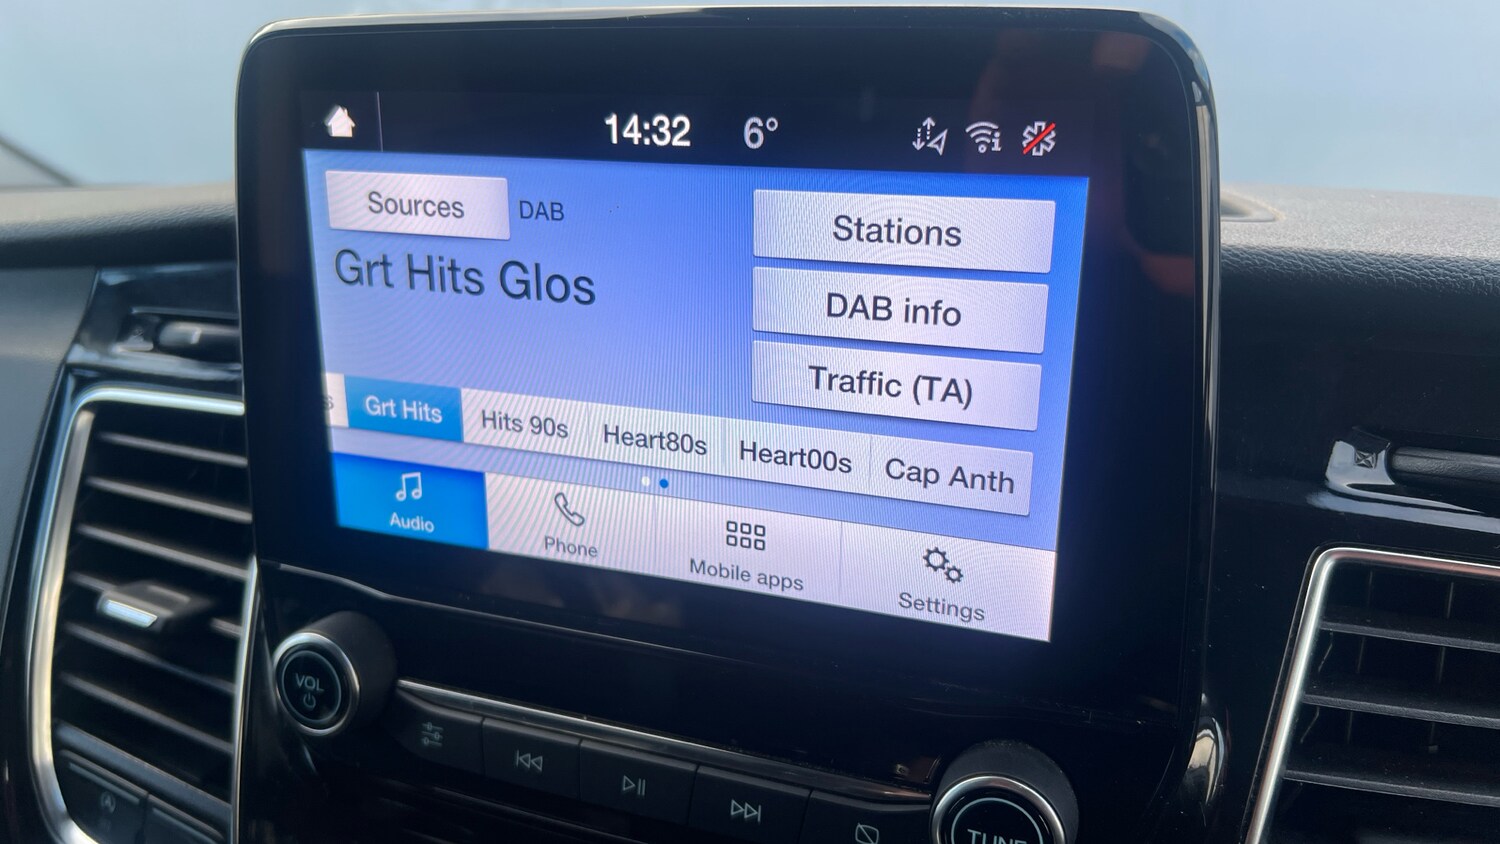 14:32 6°
Sources DAB
Stations
Grt Hits Glos
DAB info
Traffic (TA)
s Grt Hits Hits 90s Heart80s Heart00s Cap Anth
Audio Phone Mobile apps Settings
VOL
TUNE